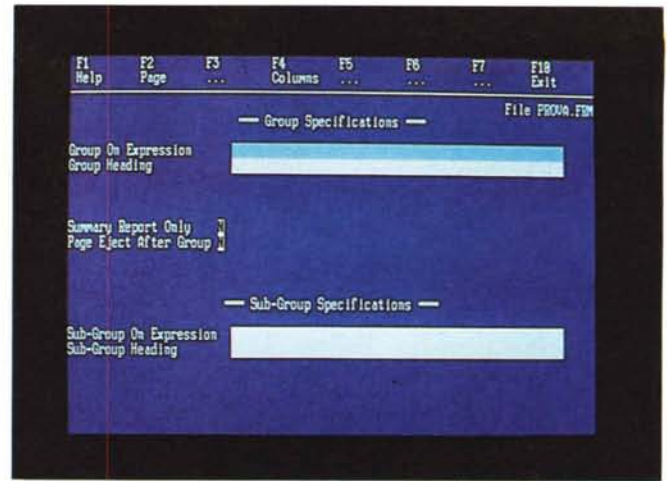 F1 F2 F3 F4 F5 F6 F7 F10
Help Page ... Columns ... ... ... Exit
File PROVA.FRM
Group Specifications
Group On Expression
Group Heading
Summary Report Only N
Page Eject After Group N
Sub-Group Specifications
Sub-Group On Expression
Sub-Group Heading